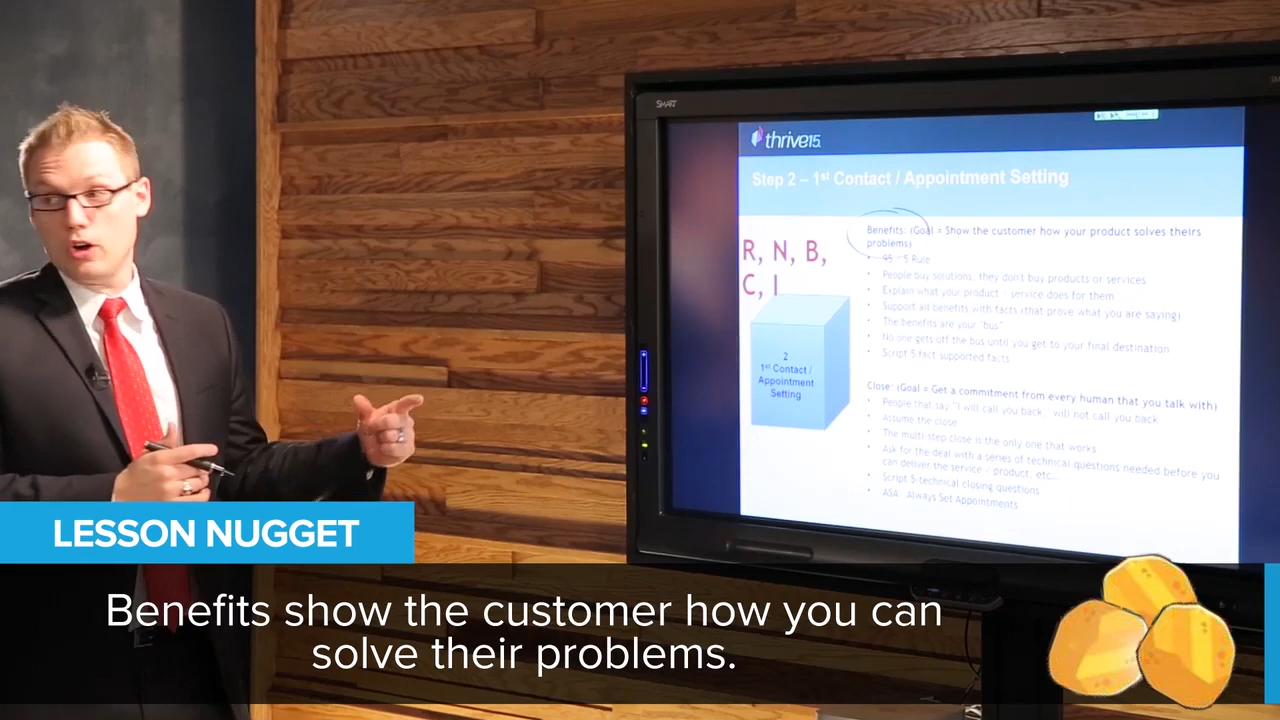 SMART
thrive15
Step 2 – 1st Contact / Appointment Setting
R, N, B,
C, I
2
1st Contact /
Appointment
Setting
Benefits: (Goal = Show the customer how your product solves theirs
problems)
95 / 5 Rule
People buy solutions, they don't buy products or services
Explain what your product / service does for them
Support all benefits with facts (that prove what you are saying)
The benefits are your "bus"
No one gets off the bus until you get to your final destination
Script 5 fact supported facts
Close: (Goal = Get a commitment from every human that you talk with)
People that say "I will call you back" will not call you back
Assume the close
The multi-step close is the only one that works
Ask for the deal with a series of technical questions needed before you
can deliver the service / product, etc...
Script 5 technical closing questions
ASA - Always Set Appointments
LESSON NUGGET
Benefits show the customer how you can
solve their problems.